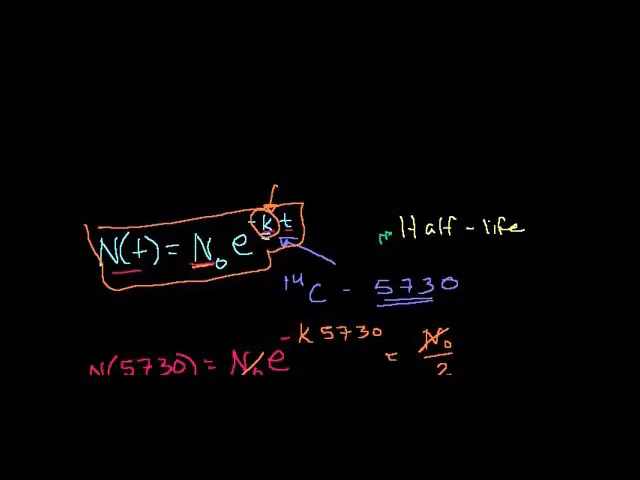 N(t) = N₀e^(-kt)
Half-life
¹⁴C - 5730
N(5730) = N₀e^(-K5730) = N₀/2